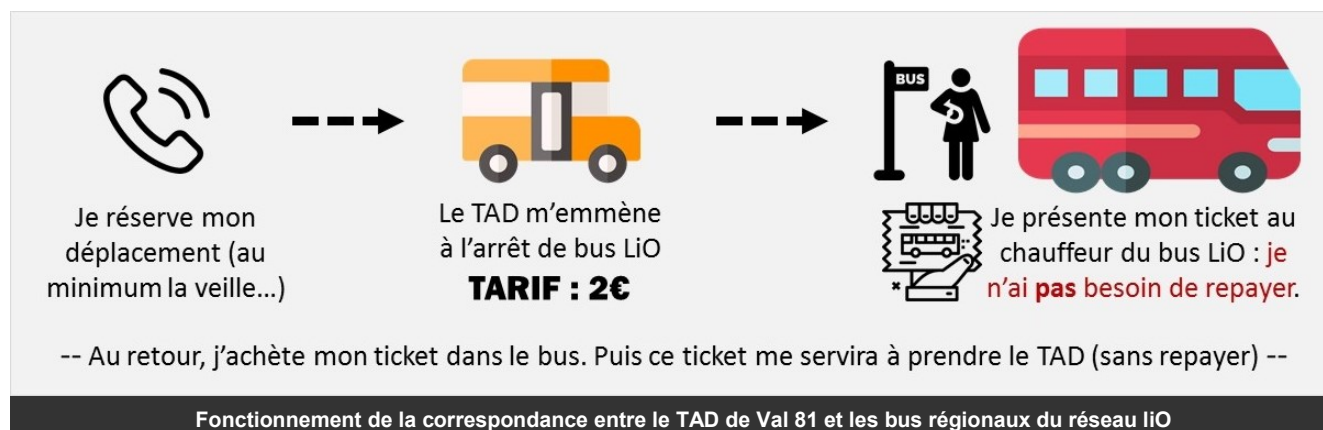 Je réserve mon
déplacement (au
minimum la veille…)
Le TAD m'emmène
à l'arrêt de bus LiO
TARIF : 2€
BUS
Je présente mon ticket au
chauffeur du bus LiO : je
n'ai pas besoin de repayer.
-- Au retour, j'achète mon ticket dans le bus. Puis ce ticket me servira à prendre le TAD (sans repayer) --
Fonctionnement de la correspondance entre le TAD de Val 81 et les bus régionaux du réseau liO